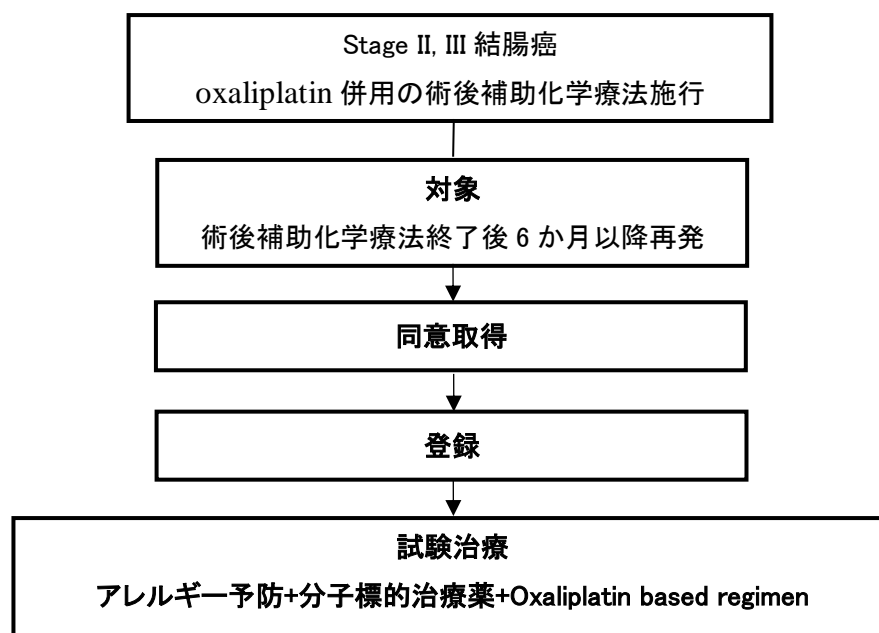 Stage II, III 結腸癌
oxaliplatin 併用の術後補助化学療法施行
対象
術後補助化学療法終了後 6 か月以降再発
同意取得
登録
試験治療
アレルギー予防+分子標的治療薬+Oxaliplatin based regimen